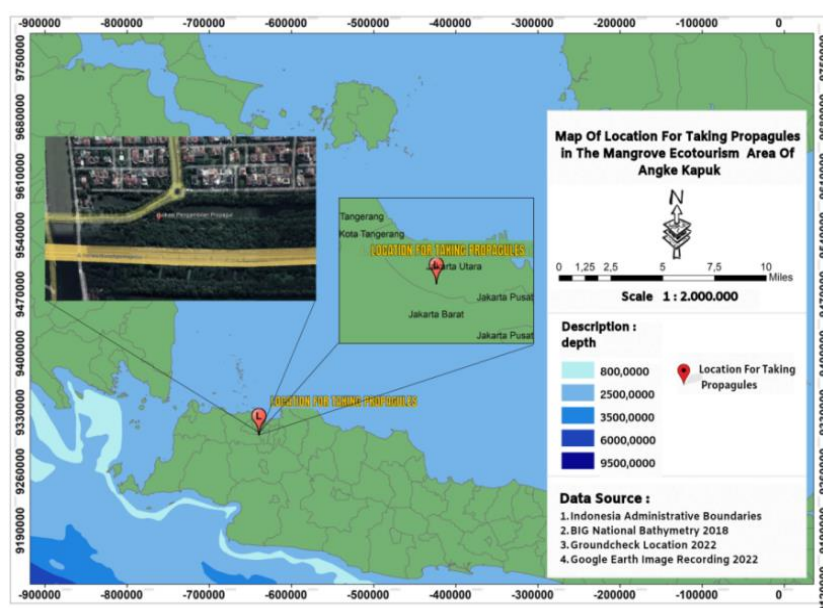 -900000 -800000 -700000 -600000 -500000 -400000 -300000 -200000 -100000 0
9750000
9680000
9610000
9540000
9470000
9400000
9330000
9260000
9190000
Map Of Location For Taking Propagules
in The Mangrove Ecotourism Area Of
Angke Kapuk
N
0 1,25 2,5 5 7,5 10
Miles
Scale 1 : 2.000.000
Description :
depth
800,0000
2500,0000
3500,0000
6000,0000
9500,0000
Location For Taking
Propagules
Data Source :
1.Indonesia Administrative Boundaries
2.BIG National Bathymetry 2018
3.Groundcheck Location 2022
4.Google Earth Image Recording 2022
Pengambilan Propagul
Tangerang
Kota Tangerang
LOCATION FOR TAKING PROPAGULES
L
Jakarta Utara
Jakarta Pusat
Jakarta Barat
Jakarta Pusat
LOCATION FOR TAKING PROPAGULES
L
-900000 -800000 -700000 -600000 -500000 -400000 -300000 -200000 -100000 0